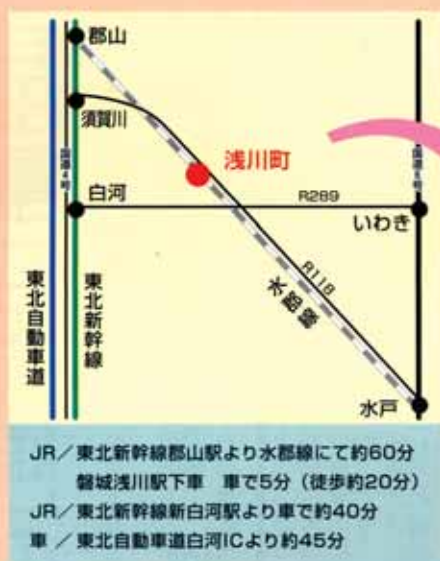 郡山
須賀川
国道4号
浅川町
国道6号
白河
R289
いわき
東北自動車道
東北新幹線
R118
水郡線
水戸
JR/東北新幹線郡山駅より水郡線にて約60分
磐城浅川駅下車 車で5分(徒歩約20分)
JR/東北新幹線新白河駅より車で約40分
車/東北自動車道白河ICより約45分